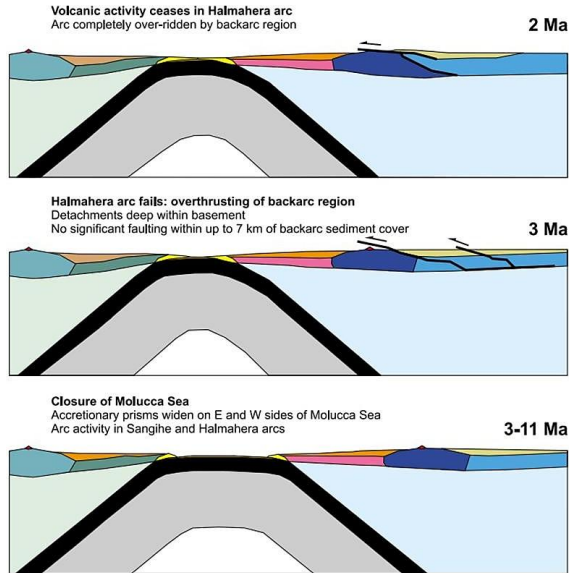 Volcanic activity ceases in Halmahera arc
Arc completely over-ridden by backarc region
2 Ma
Halmahera arc fails: overthrusting of backarc region
Detachments deep within basement
No significant faulting within up to 7 km of backarc sediment cover
3 Ma
Closure of Molucca Sea
Accretionary prisms widen on E and W sides of Molucca Sea
Arc activity in Sangihe and Halmahera arcs
3-11 Ma